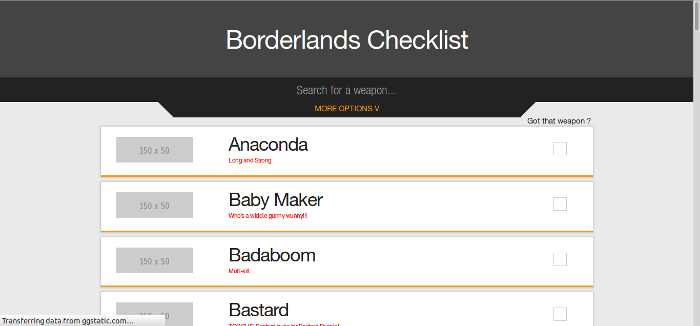 Borderlands Checklist
Search for a weapon...
MORE OPTIONS V
Got that weapon ?
150 x 50
Anaconda
Long and Strong
150 x 50
Baby Maker
Who's a widdle gunny wunny!!!
150 x 50
Badaboom
Multi-kill.
150 x 50
Bastard
Transferring data from ggstatic.com...